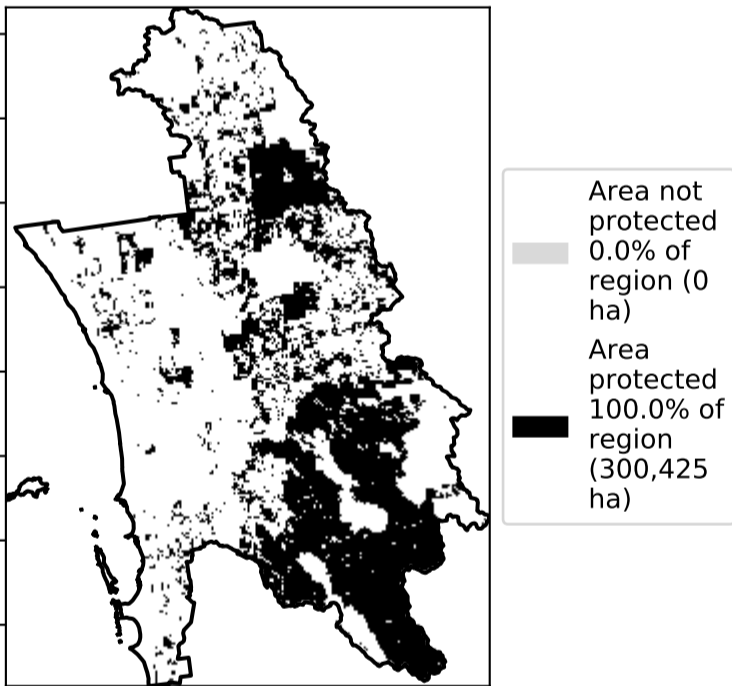 Area not
protected
0.0% of
region (0
ha)
Area
protected
100.0% of
region
(300,425
ha)